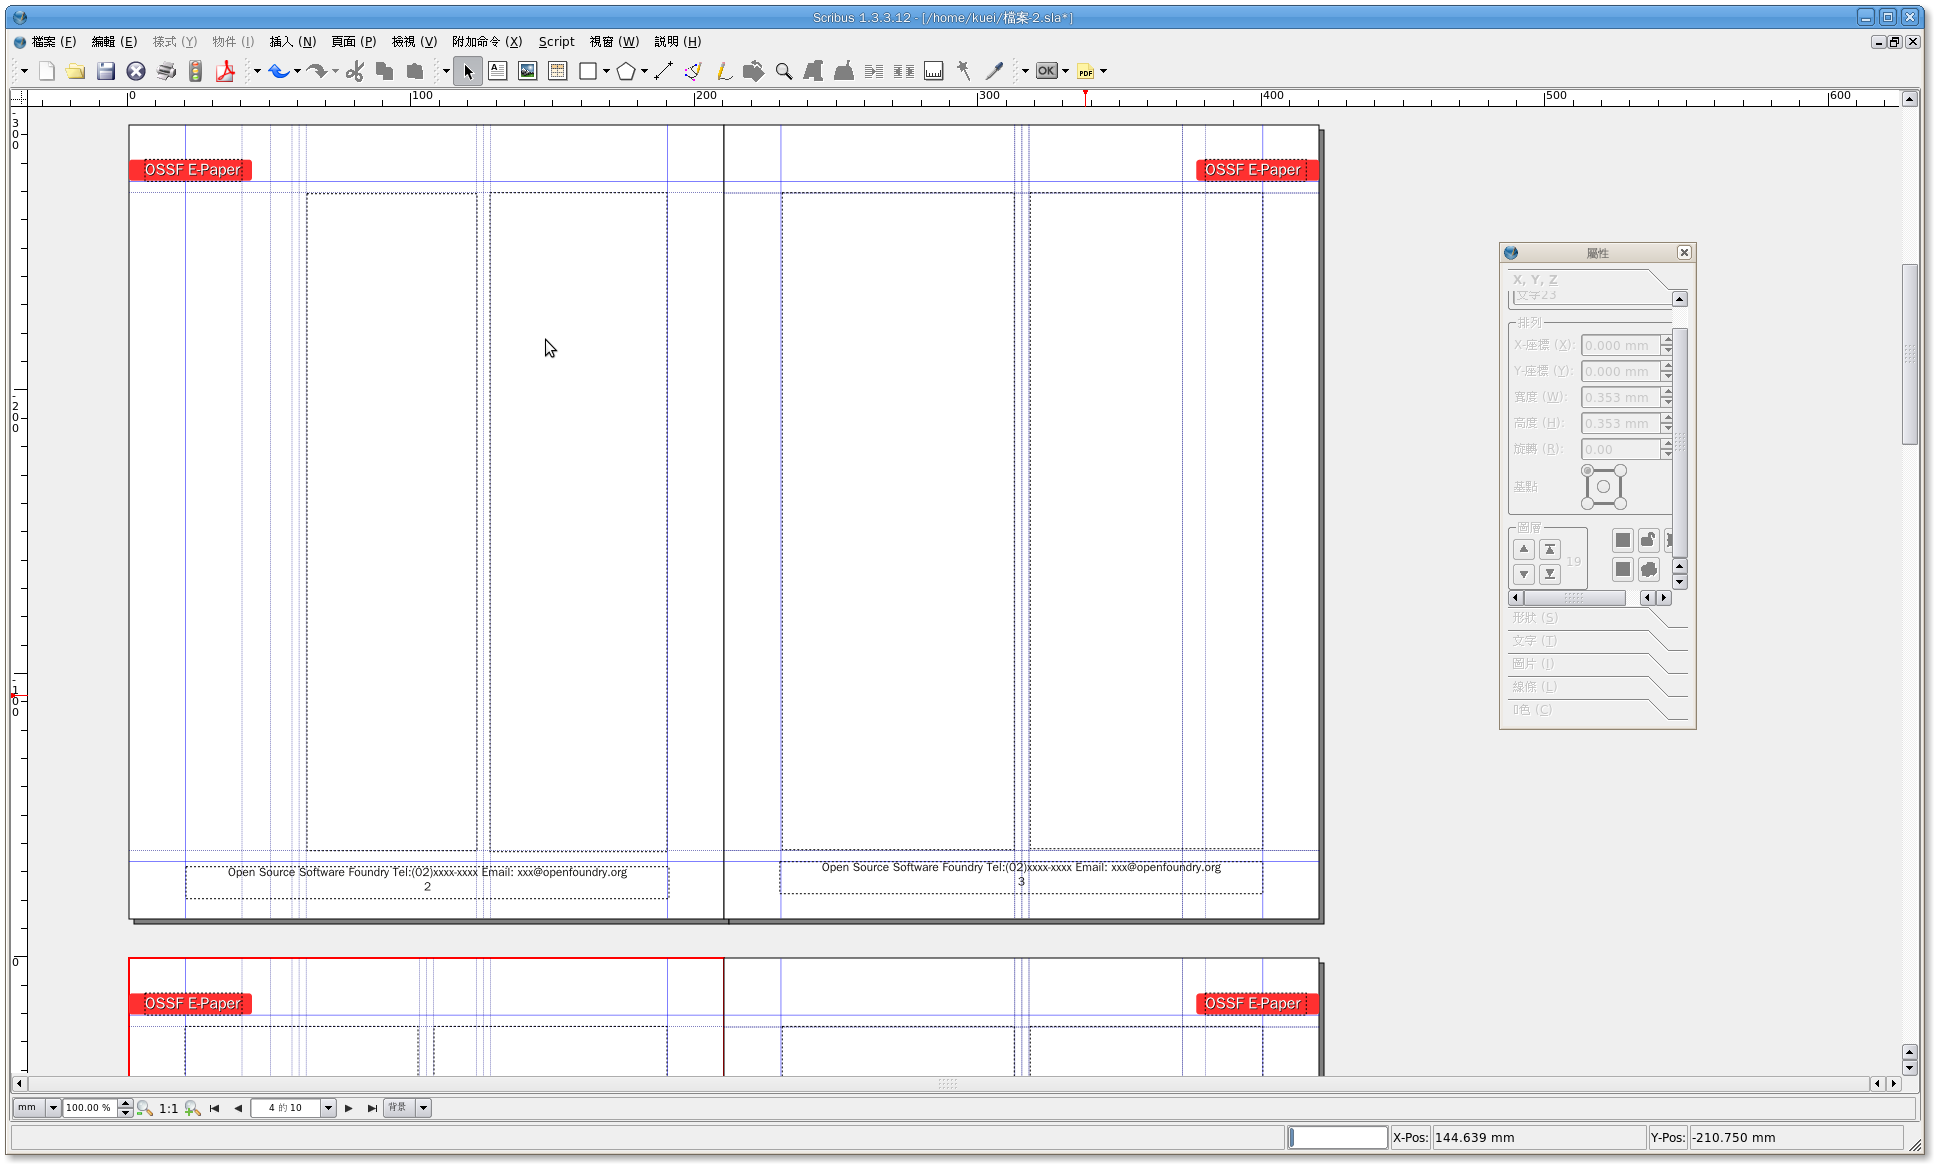 Scribus 1.3.3.12 - [/home/kuei/檔案-2.sla*]
檔案 (F) 編輯 (E) 樣式 (Y) 物件 (I) 插入 (N) 頁面 (P) 檢視 (V) 附加命令 (X) Script 視窗 (W) 説明 (H)
OK PDF
0 100 200 300 400 500 600
-300
-200
-100
0
OSSF E-Paper
OSSF E-Paper
Open Source Software Foundry Tel:(02)xxxx-xxxx Email: xxx@openfoundry.org
2
Open Source Software Foundry Tel:(02)xxxx-xxxx Email: xxx@openfoundry.org
3
OSSF E-Paper
OSSF E-Paper
屬性
X, Y, Z
文字23
排列
X-座標 (X): 0.000 mm
Y-座標 (Y): 0.000 mm
寬度 (W): 0.353 mm
高度 (H): 0.353 mm
旋轉 (R): 0.00
基點
圖層
19
形狀 (S)
文字 (T)
圖片 (I)
線條 (L)
色 (C)
mm 100.00 % 1:1 4 的 10 背景
X-Pos: 144.639 mm Y-Pos: -210.750 mm